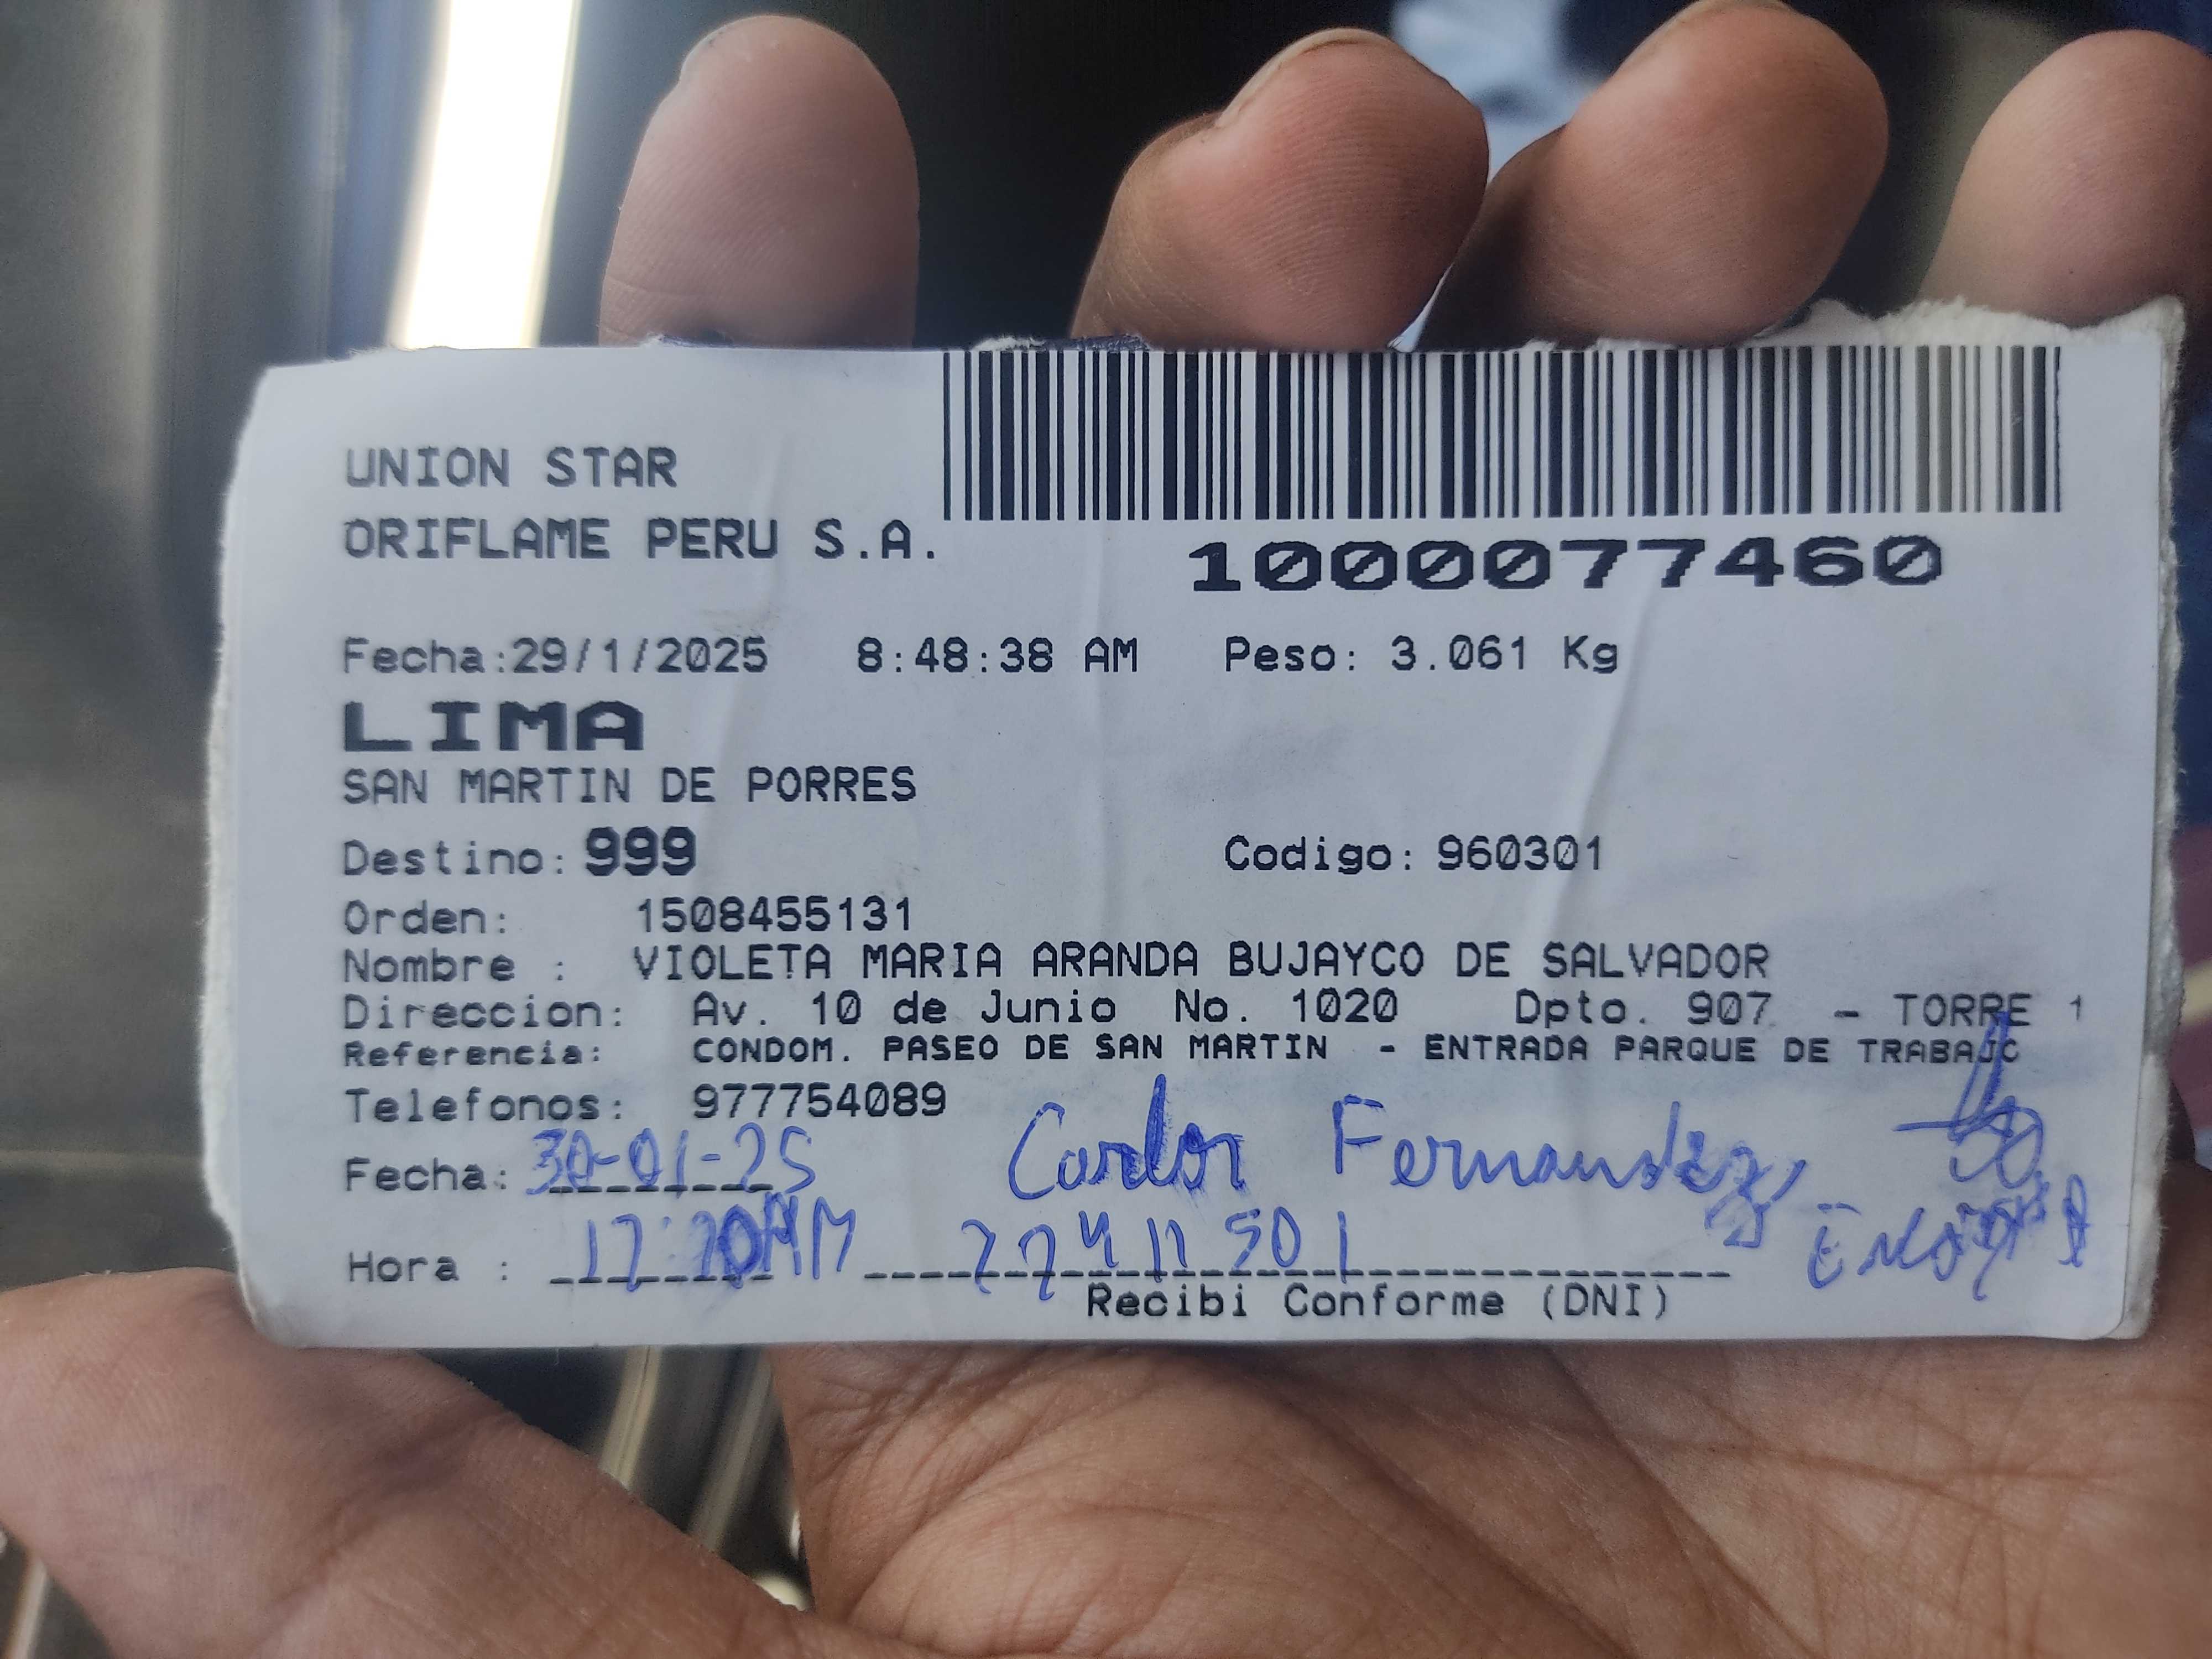 UNION STAR
ORIFLAME PERU S.A.
1000077460
Fecha:29/1/2025 8:48:38 AM Peso: 3.061 Kg
LIMA
SAN MARTIN DE PORRES
Destino: 999 Codigo: 960301
Orden: 1508455131
Nombre : VIOLETA MARIA ARANDA BUJAYCO DE SALVADOR
Direccion: Av. 10 de Junio No. 1020 Dpto. 907 - TORRE 1
Referencia: CONDOM. PASEO DE SAN MARTIN - ENTRADA PARQUE DE TRABAJO
Telefonos: 977754089
Fecha: 30-01-25 Carlos Fernandez
Hora :
Recibi Conforme (DNI)